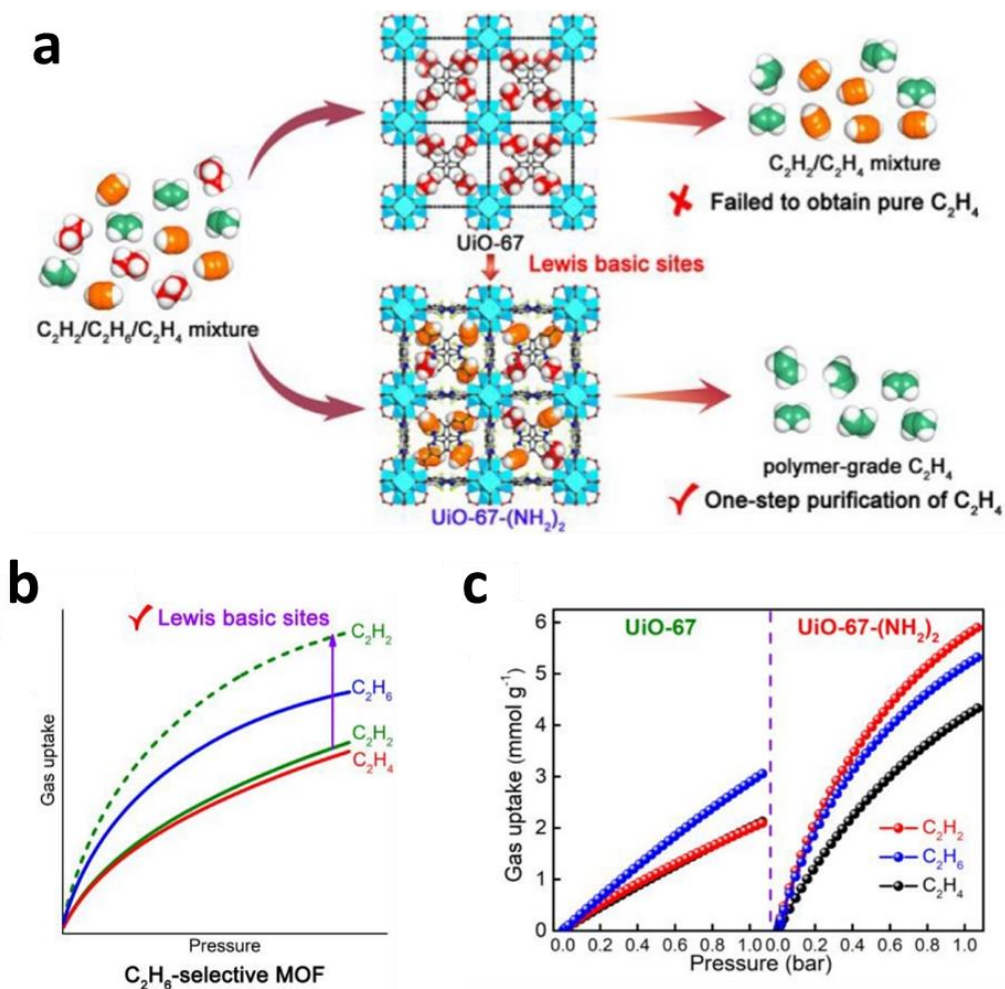 a
C₂H₂/C₂H₆/C₂H₄ mixture
UiO-67
Lewis basic sites
UiO-67-(NH₂)₂
C₂H₂/C₂H₄ mixture
✗ Failed to obtain pure C₂H₄
polymer-grade C₂H₄
✓ One-step purification of C₂H₄
b
✓ Lewis basic sites
C₂H₂
C₂H₆
C₂H₂
C₂H₄
Gas uptake
Pressure
C₂H₆-selective MOF
c
UiO-67
UiO-67-(NH₂)₂
Gas uptake (mmol g⁻¹)
6
5
4
3
2
1
0
C₂H₂
C₂H₆
C₂H₄
0.0 0.2 0.4 0.6 0.8 1.0 0.0 0.2 0.4 0.6 0.8 1.0
Pressure (bar)